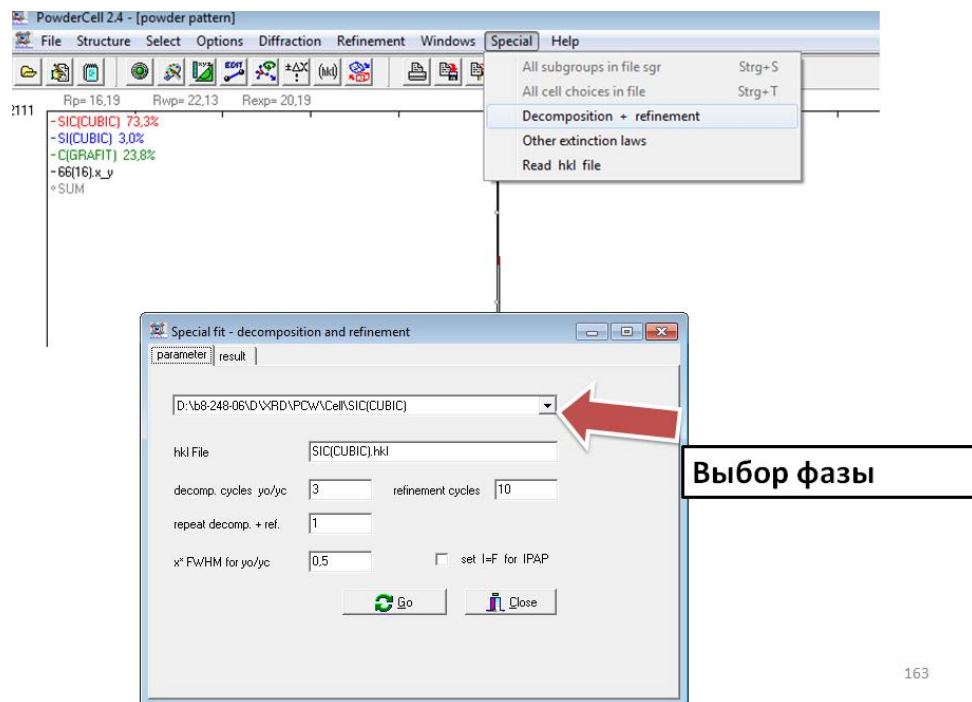 PowderCell 2.4 - [powder pattern]
File Structure Select Options Diffraction Refinement Windows Special Help
XYZ EDIT ±ΔX (hkl)
All subgroups in file sgr Strg+S
All cell choices in file Strg+T
Decomposition + refinement
Other extinction laws
Read hkl file
Rp= 16,19 Rwp= 22,13 Rexp= 20,19
2111
-SIC(CUBIC) 73,3%
-SI(CUBIC) 3,0%
-C(GRAFIT) 23,8%
-66(16).x_y
∘SUM
Special fit - decomposition and refinement
parameter result
D:\b8-248-06\D\XRD\PCW\Cell\SIC(CUBIC)
hkl File SIC(CUBIC).hkl
decomp. cycles yo/yc 3 refinement cycles 10
repeat decomp. + ref. 1
x* FWHM for yo/yc 0,5 set I=F for IPAP
Go Close
Выбор фазы
163